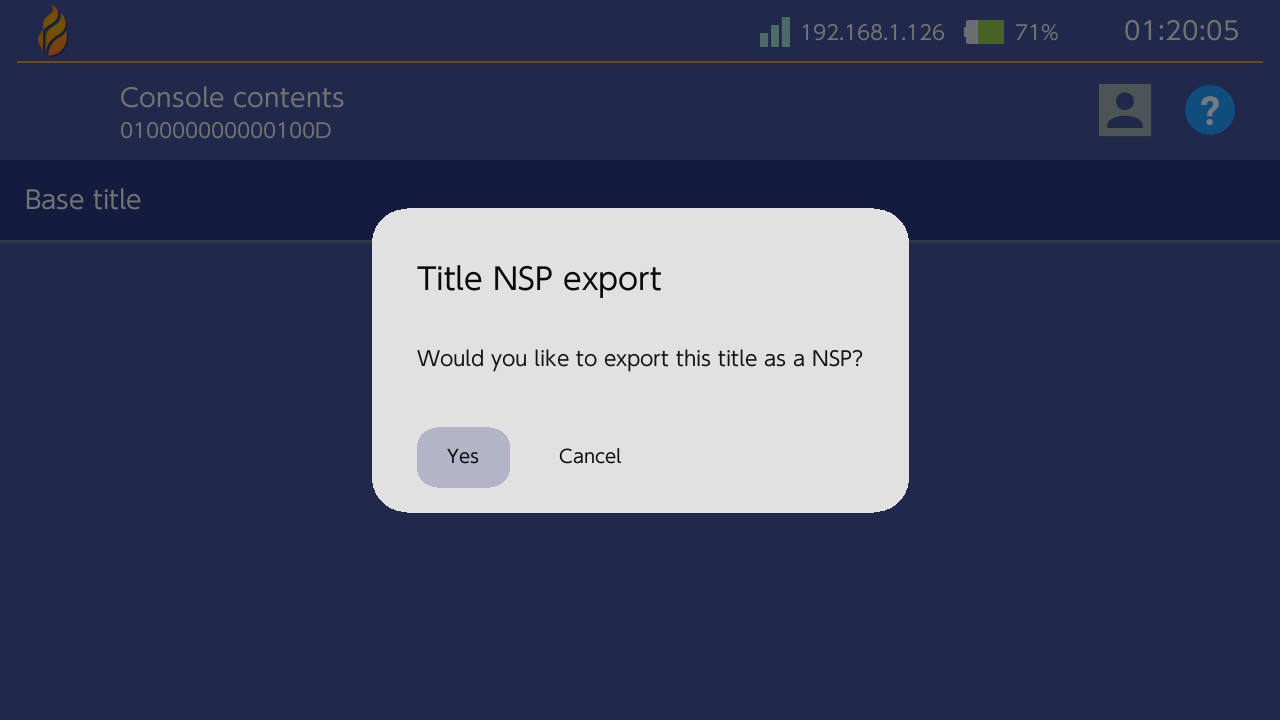 192.168.1.126 71% 01:20:05
Console contents
010000000000100D
?
Base title
Title NSP export
Would you like to export this title as a NSP?
Yes Cancel